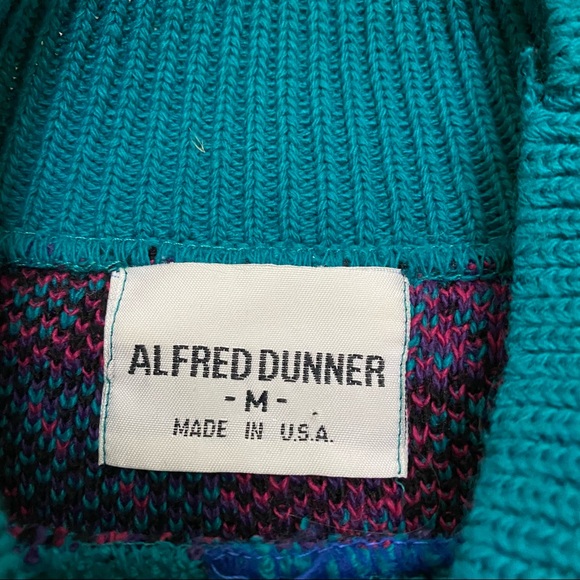 ALFRED DUNNER
- M -
MADE IN U.S.A.